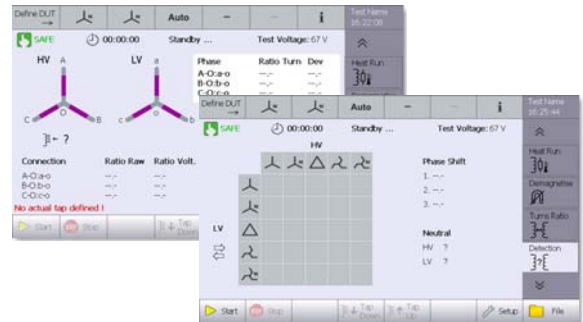 Define DUT Auto - - i Test Name
16:22:08
SAFE 00:00:00 Standby ... Test Voltage: 67 V
HV A LV a
Phase Ratio Turn Dev
A-O:a-o --.- --.-
B-O:b-o --.- --.-
C-O:c-o --.- --.-
Heat Run
C O B c o b
?
Connection Ratio Raw Ratio Volt.
A-O:a-o --.- --.-
B-O:b-o --.- --.-
C-O:c-o --.- --.-
No actual tap defined !
Start Stop Tap
Down
Define DUT Auto - - i Test Name
16:25:44
SAFE 00:00:00 Standby ... Test Voltage: 67 V
HV
Phase Shift
1. --.-
2. --.-
3. --.-
LV
Neutral
HV ?
LV ?
Heat Run
Demagnetise
Turns Ratio
Detection
Start Stop Tap
Down Tap
Up Setup File